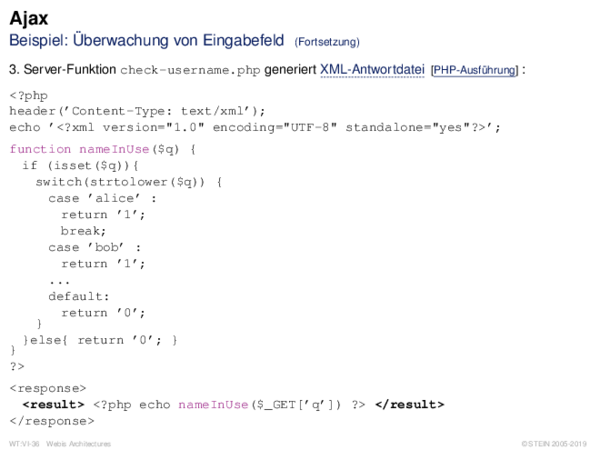 Ajax
Beispiel: Überwachung von Eingabefeld (Fortsetzung)
3. Server-Funktion check-username.php generiert XML-Antwortdatei [PHP-Ausführung] :
<?php
header('Content-Type: text/xml');
echo '<?xml version="1.0" encoding="UTF-8" standalone="yes"?>';
function nameInUse($q) {
if (isset($q)){
switch(strtolower($q)) {
case 'alice' :
return '1';
break;
case 'bob' :
return '1';
...
default:
return '0';
}
}else{ return '0'; }
}
?>
<response>
<result> <?php echo nameInUse($_GET['q']) ?> </result>
</response>
WT:VI-36 Webis Architectures
© STEIN 2005-2019